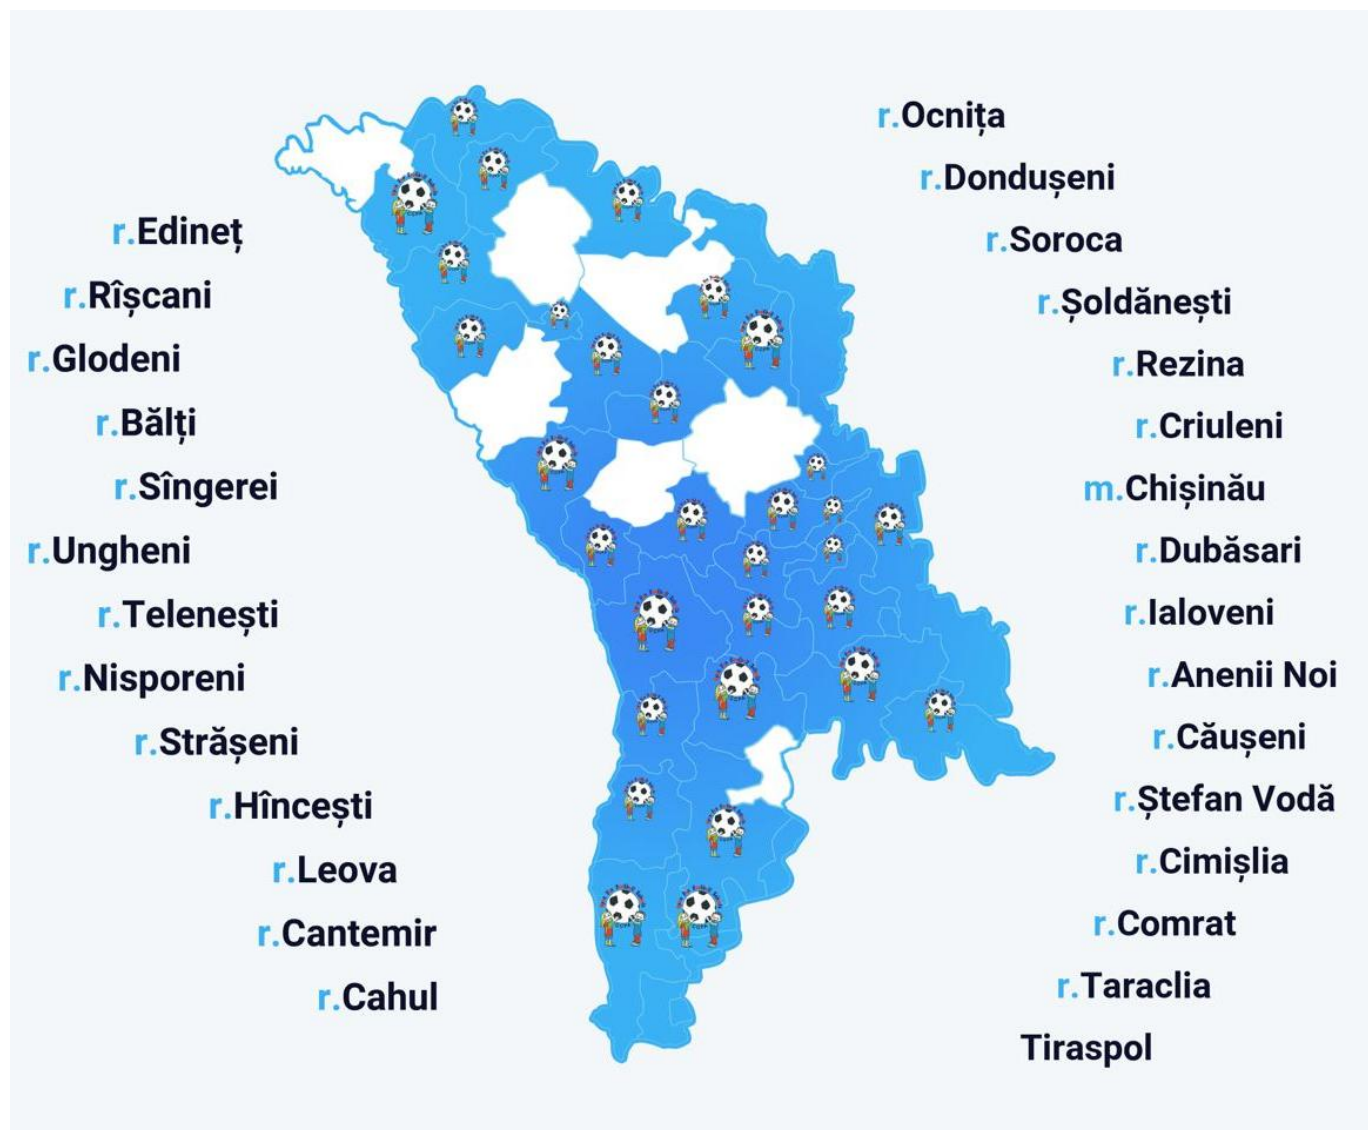 r.Edineț
r.Rîșcani
r.Glodeni
r.Bălți
r.Sîngerei
r.Ungheni
r.Telenești
r.Nisporeni
r.Strășeni
r.Hîncești
r.Leova
r.Cantemir
r.Cahul
r.Ocnița
r.Dondușeni
r.Soroca
r.Șoldănești
r.Rezina
r.Criuleni
m.Chișinău
r.Dubăsari
r.Ialoveni
r.Anenii Noi
r.Căușeni
r.Ștefan Vodă
r.Cimișlia
r.Comrat
r.Taraclia
Tiraspol